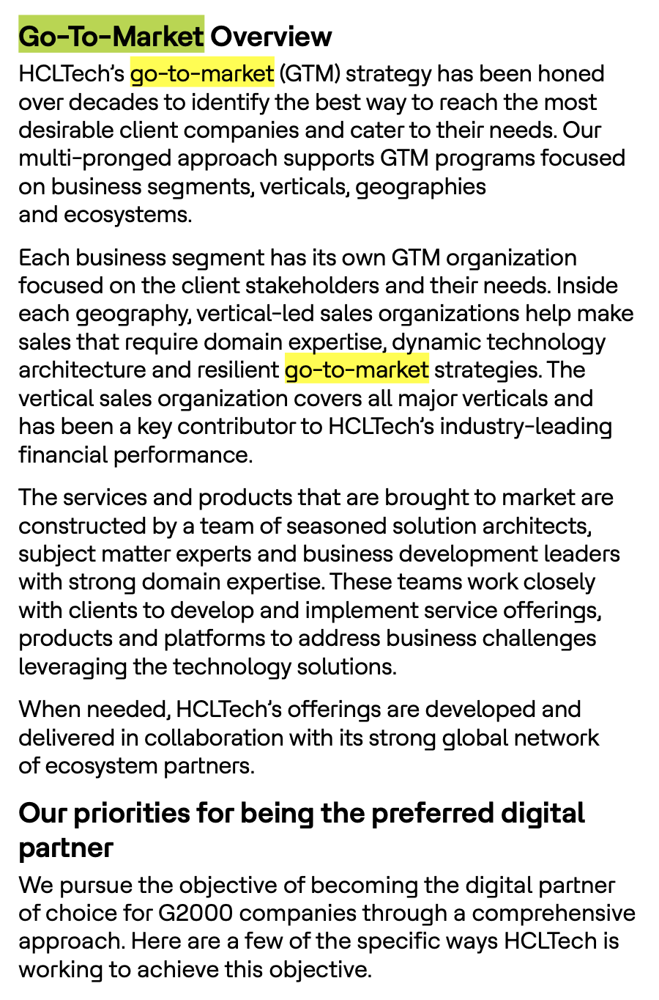 Go-To-Market Overview
HCLTech's go-to-market (GTM) strategy has been honed
over decades to identify the best way to reach the most
desirable client companies and cater to their needs. Our
multi-pronged approach supports GTM programs focused
on business segments, verticals, geographies
and ecosystems.
Each business segment has its own GTM organization
focused on the client stakeholders and their needs. Inside
each geography, vertical-led sales organizations help make
sales that require domain expertise, dynamic technology
architecture and resilient go-to-market strategies. The
vertical sales organization covers all major verticals and
has been a key contributor to HCLTech's industry-leading
financial performance.
The services and products that are brought to market are
constructed by a team of seasoned solution architects,
subject matter experts and business development leaders
with strong domain expertise. These teams work closely
with clients to develop and implement service offerings,
products and platforms to address business challenges
leveraging the technology solutions.
When needed, HCLTech's offerings are developed and
delivered in collaboration with its strong global network
of ecosystem partners.
Our priorities for being the preferred digital
partner
We pursue the objective of becoming the digital partner
of choice for G2000 companies through a comprehensive
approach. Here are a few of the specific ways HCLTech is
working to achieve this objective.